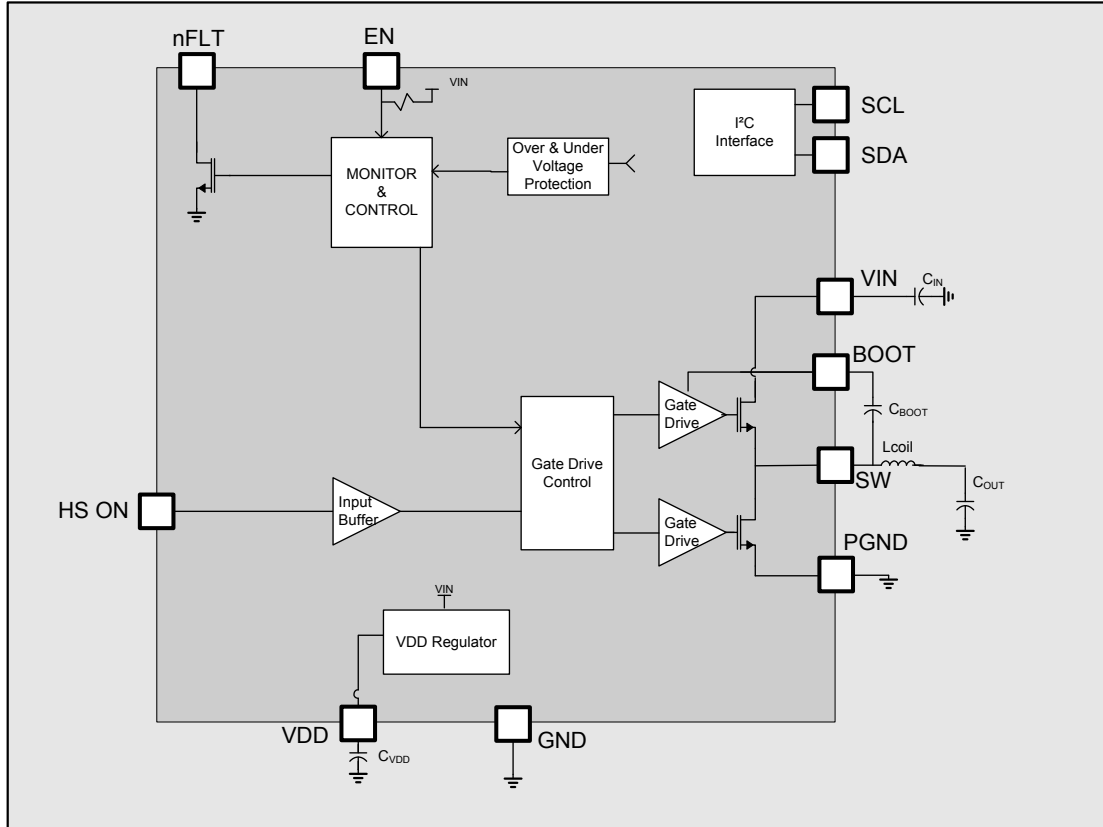 nFLT
EN
VIN
SCL
I²C
Interface
SDA
MONITOR
&
CONTROL
Over & Under
Voltage
Protection
VIN
CIN
BOOT
Gate
Drive
CBOOT
Gate Drive
Control
Lcoil
SW
COUT
HS ON
Input
Buffer
Gate
Drive
PGND
VIN
VDD Regulator
VDD
CVDD
GND